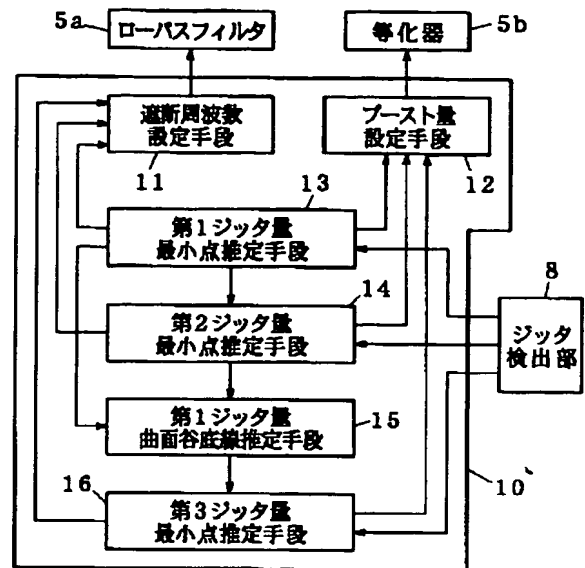 5a
ローパスフィルタ
等化器
5b
遮断周波数
設定手段
11
ブースト量
設定手段
12
13
第1ジッタ量
最小点推定手段
14
第2ジッタ量
最小点推定手段
8
ジッタ
検出部
第1ジッタ量
曲面谷底線推定手段
15
16
第3ジッタ量
最小点推定手段
10